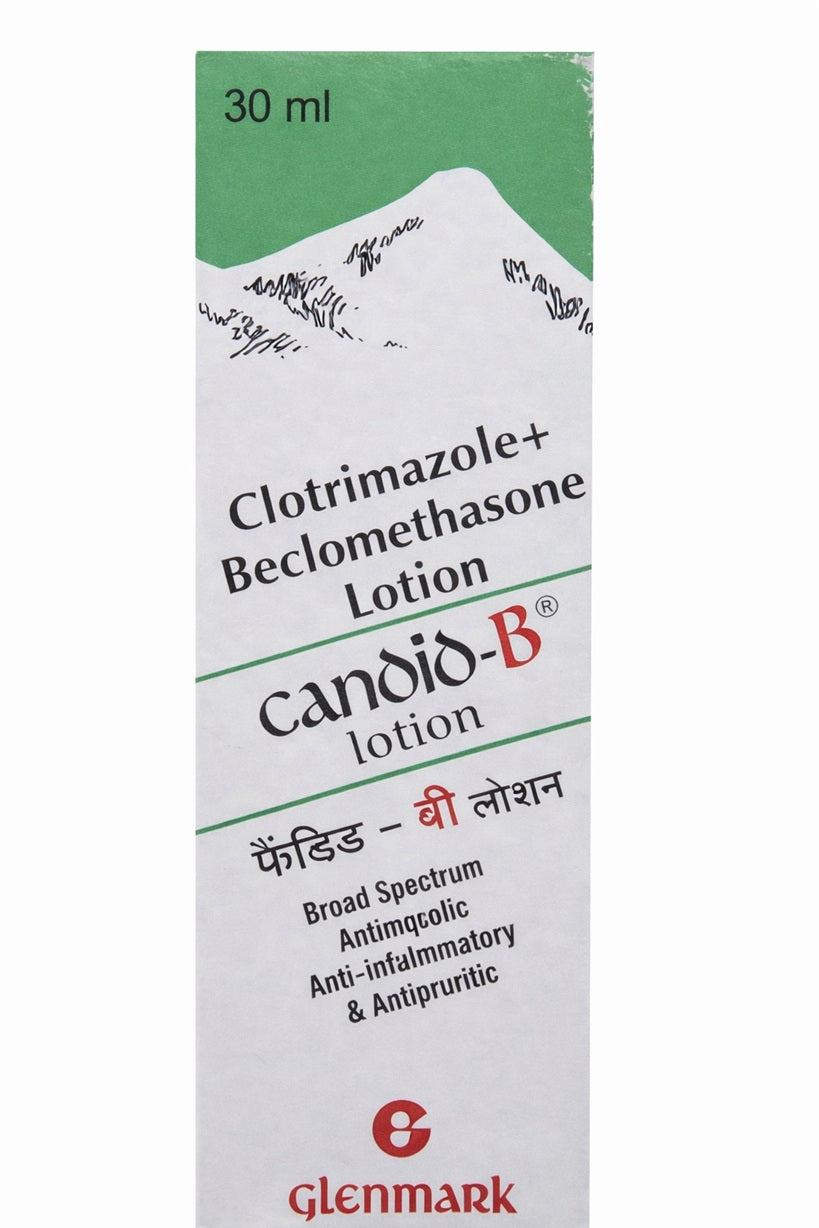 30 ml
Clotrimazole+
Beclomethasone
Lotion
candid-B®
lotion
फैंडिड – बी लोशन
Broad Spectrum
Antimqcolic
Anti-infalmmatory
& Antipruritic
GLENMARK